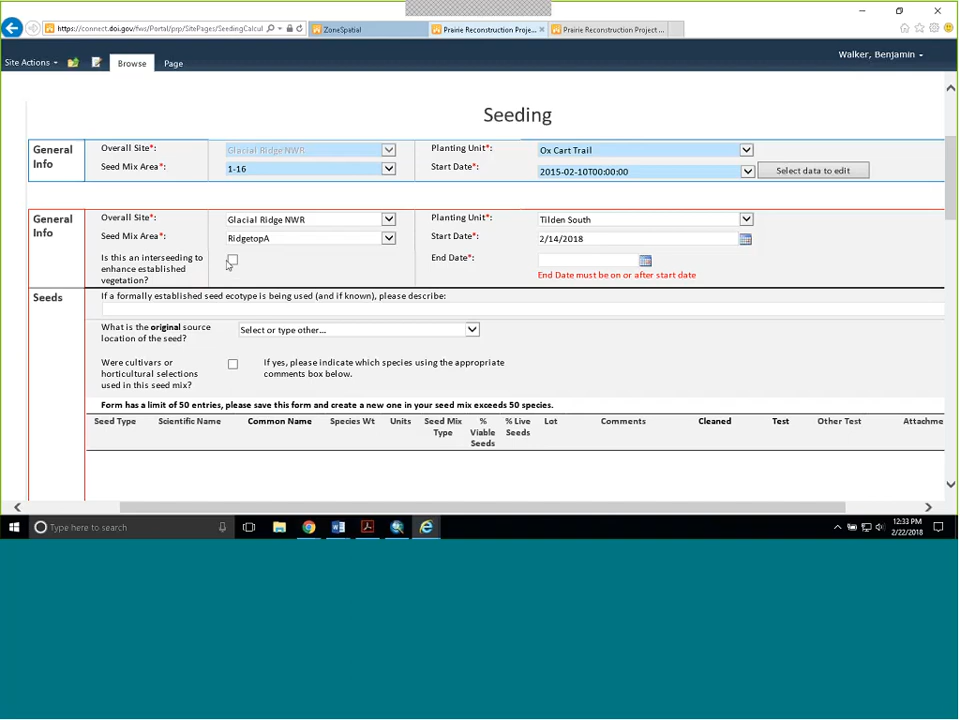 https://connect.doi.gov/fws/Portal/prp/SitePages/SeedingCalcul
ZoneSpatial
Prairie Reconstruction Proje...
Prairie Reconstruction Project ...
Site Actions
Browse
Page
Walker, Benjamin
Seeding
General Info
Overall Site*:
Glacial Ridge NWR
Planting Unit*:
Ox Cart Trail
Seed Mix Area*:
1-16
Start Date*:
2015-02-10T00:00:00
Select data to edit
General Info
Overall Site*:
Glacial Ridge NWR
Planting Unit*:
Tilden South
Seed Mix Area*:
RidgetopA
Start Date*:
2/14/2018
Is this an interseeding to
enhance established
vegetation?
End Date*:
End Date must be on or after start date
Seeds
If a formally established seed ecotype is being used (and if known), please describe:
What is the original source
location of the seed?
Select or type other...
Were cultivars or
horticultural selections
used in this seed mix?
If yes, please indicate which species using the appropriate
comments box below.
Form has a limit of 50 entries, please save this form and create a new one in your seed mix exceeds 50 species.
Seed Type
Scientific Name
Common Name
Species Wt
Units
Seed Mix
Type
%
Viable
Seeds
% Live
Seeds
Lot
Comments
Cleaned
Test
Other Test
Attachme
Type here to search
12:33 PM
2/22/2018